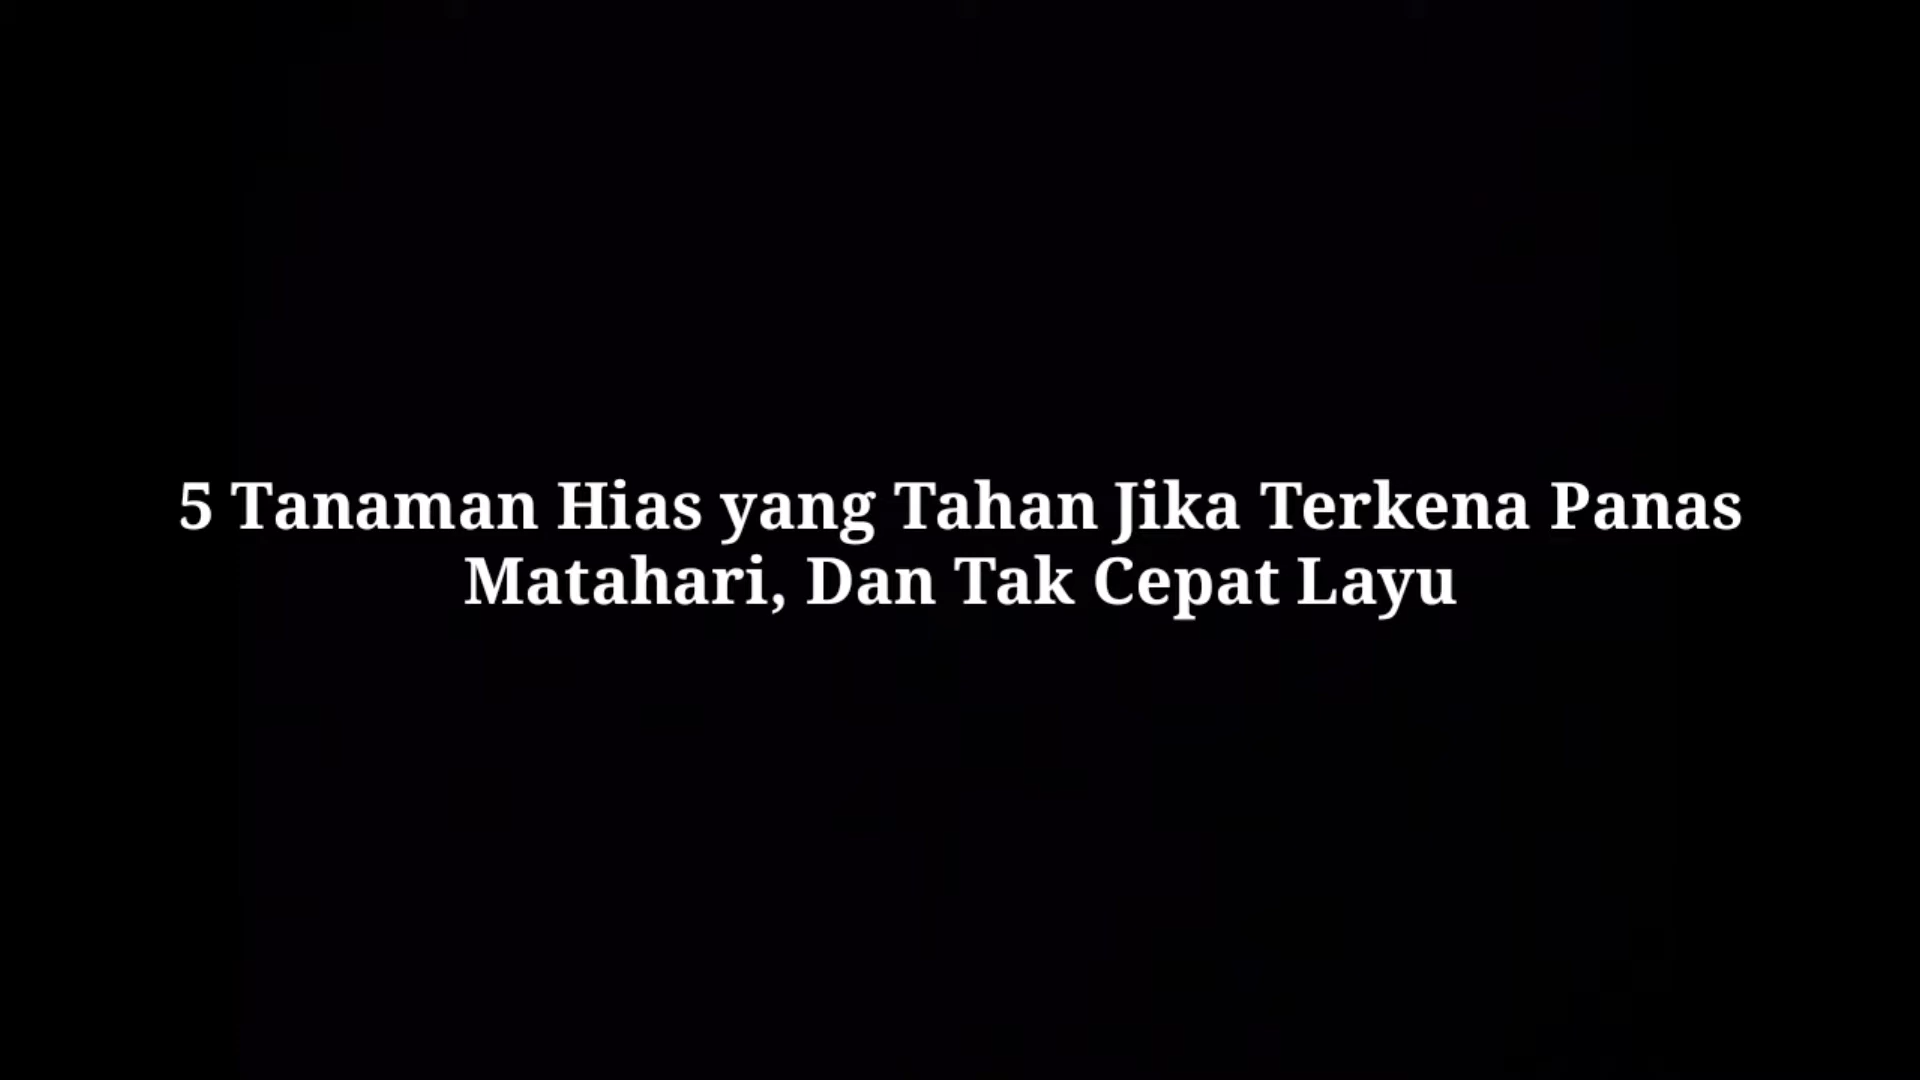 5 Tanaman Hias yang Tahan Jika Terkena Panas
Matahari, Dan Tak Cepat Layu